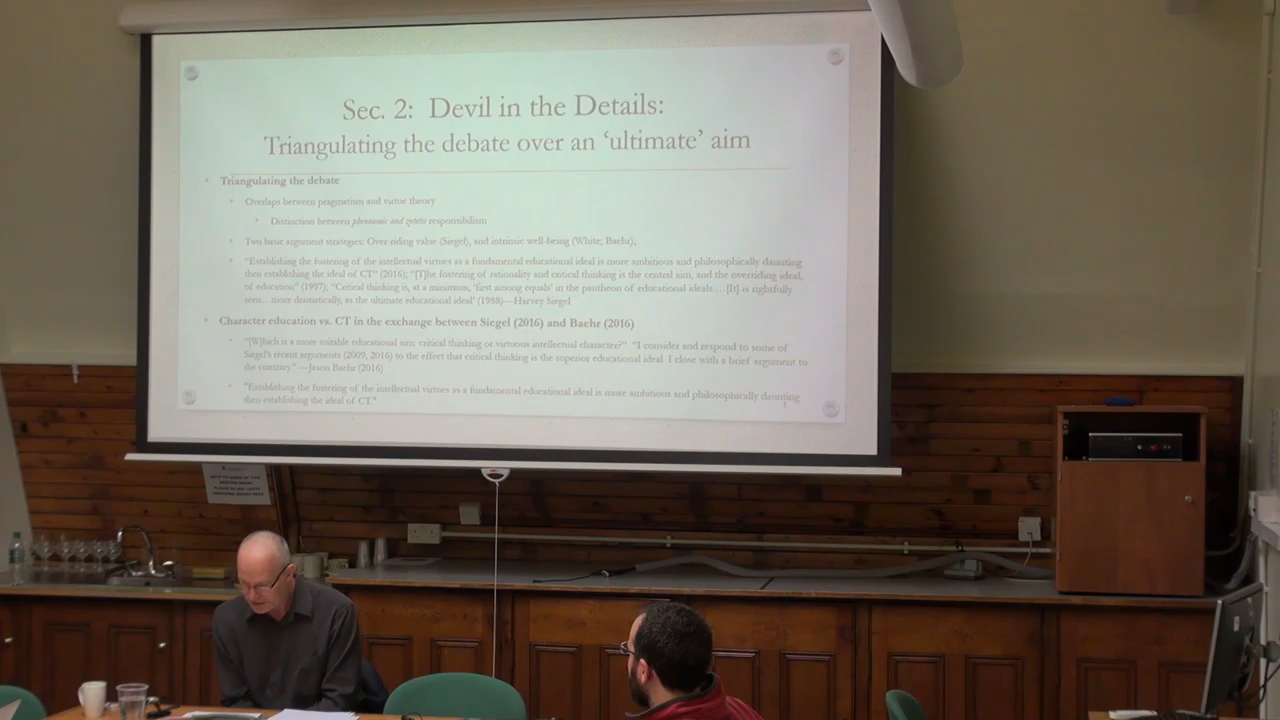 Sec. 2: Devil in the Details:
Triangulating the debate over an ‘ultimate’ aim
• Triangulating the debate
• Overlaps between pragmatism and virtue theory
• Distinction between phronomic and zetetic responsibilism
• Two basic argument strategies: Over-riding value (Siegel), and intrinsic well-being (White; Baehr),
• “Establishing the fostering of the intellectual virtues as a fundamental educational ideal is more ambitious and philosophically daunting
then establishing the ideal of CT” (2016); “[T]he fostering of rationality and critical thinking is the central aim, and the overriding ideal,
of education” (1997), “Critical thinking is, at a minimum, ‘first among equals’ in the pantheon of educational ideals.…[It] is rightfully
seen…more dramatically, as the ultimate educational ideal’ (1988)—Harvey Siegel
• Character education vs. CT in the exchange between Siegel (2016) and Baehr (2016)
• “[W]hich is a more suitable educational aim: critical thinking or virtuous intellectual character?” “I consider and respond to some of
Siegel’s recent arguments (2009, 2016) to the effect that critical thinking is the superior educational ideal. I close with a brief argument to
the contrary.” —Jason Baehr (2016)
• "Establishing the fostering of the intellectual virtues as a fundamental educational ideal is more ambitious and philosophically daunting
then establishing the ideal of CT."